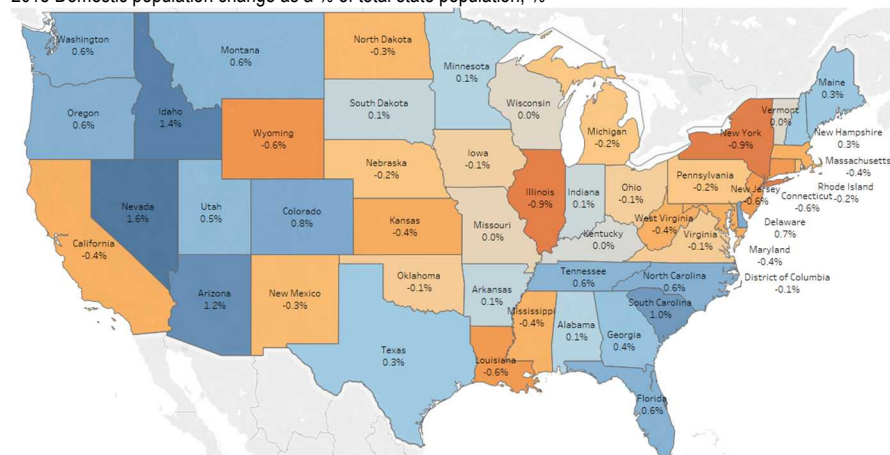 2018 Domestic population change as a % of total state population, %
Washington
0.6%
Montana
0.6%
North Dakota
-0.3%
Minnesota
0.1%
Maine
0.3%
Oregon
0.6%
Idaho
1.4%
Wyoming
-0.6%
South Dakota
0.1%
Wisconsin
0.0%
Michigan
-0.2%
Vermont
0.0%
New York
-0.9%
New Hampshire
0.3%
Massachusetts
-0.4%
Rhode Island
-0.2%
Connecticut
-0.6%
New Jersey
-0.6%
Nebraska
-0.2%
Iowa
-0.1%
Illinois
-0.9%
Indiana
0.1%
Ohio
-0.1%
Pennsylvania
-0.2%
Delaware
0.7%
Maryland
-0.4%
District of Columbia
-0.1%
California
-0.4%
Nevada
1.6%
Utah
0.5%
Colorado
0.8%
Kansas
-0.4%
Missouri
0.0%
Kentucky
0.0%
West Virginia
-0.4%
Virginia
-0.1%
Arizona
1.2%
New Mexico
-0.3%
Oklahoma
-0.1%
Arkansas
0.1%
Tennessee
0.6%
North Carolina
0.6%
South Carolina
1.0%
Texas
0.3%
Louisiana
-0.6%
Mississippi
-0.4%
Alabama
0.1%
Georgia
0.4%
Florida
0.6%